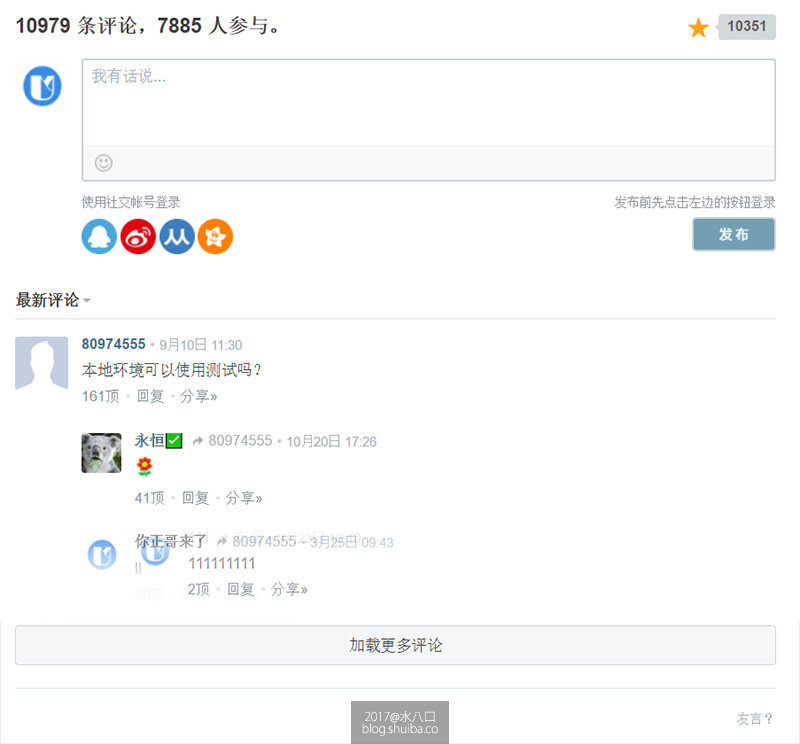 10979 条评论，7885 人参与。
10351
我有话说...
使用社交帐号登录
发布前先点击左边的按钮登录
发布
最新评论
80974555 • 9月10日 11:30
本地环境可以使用测试吗？
161顶 • 回复 • 分享»
永恒 80974555 • 10月20日 17:26
41顶 • 回复 • 分享»
你正哥来了 80974555 • 3月25日 09:43
111111111
2顶 • 回复 • 分享»
加载更多评论
2017@水八口
blog.shuiba.co
友言？